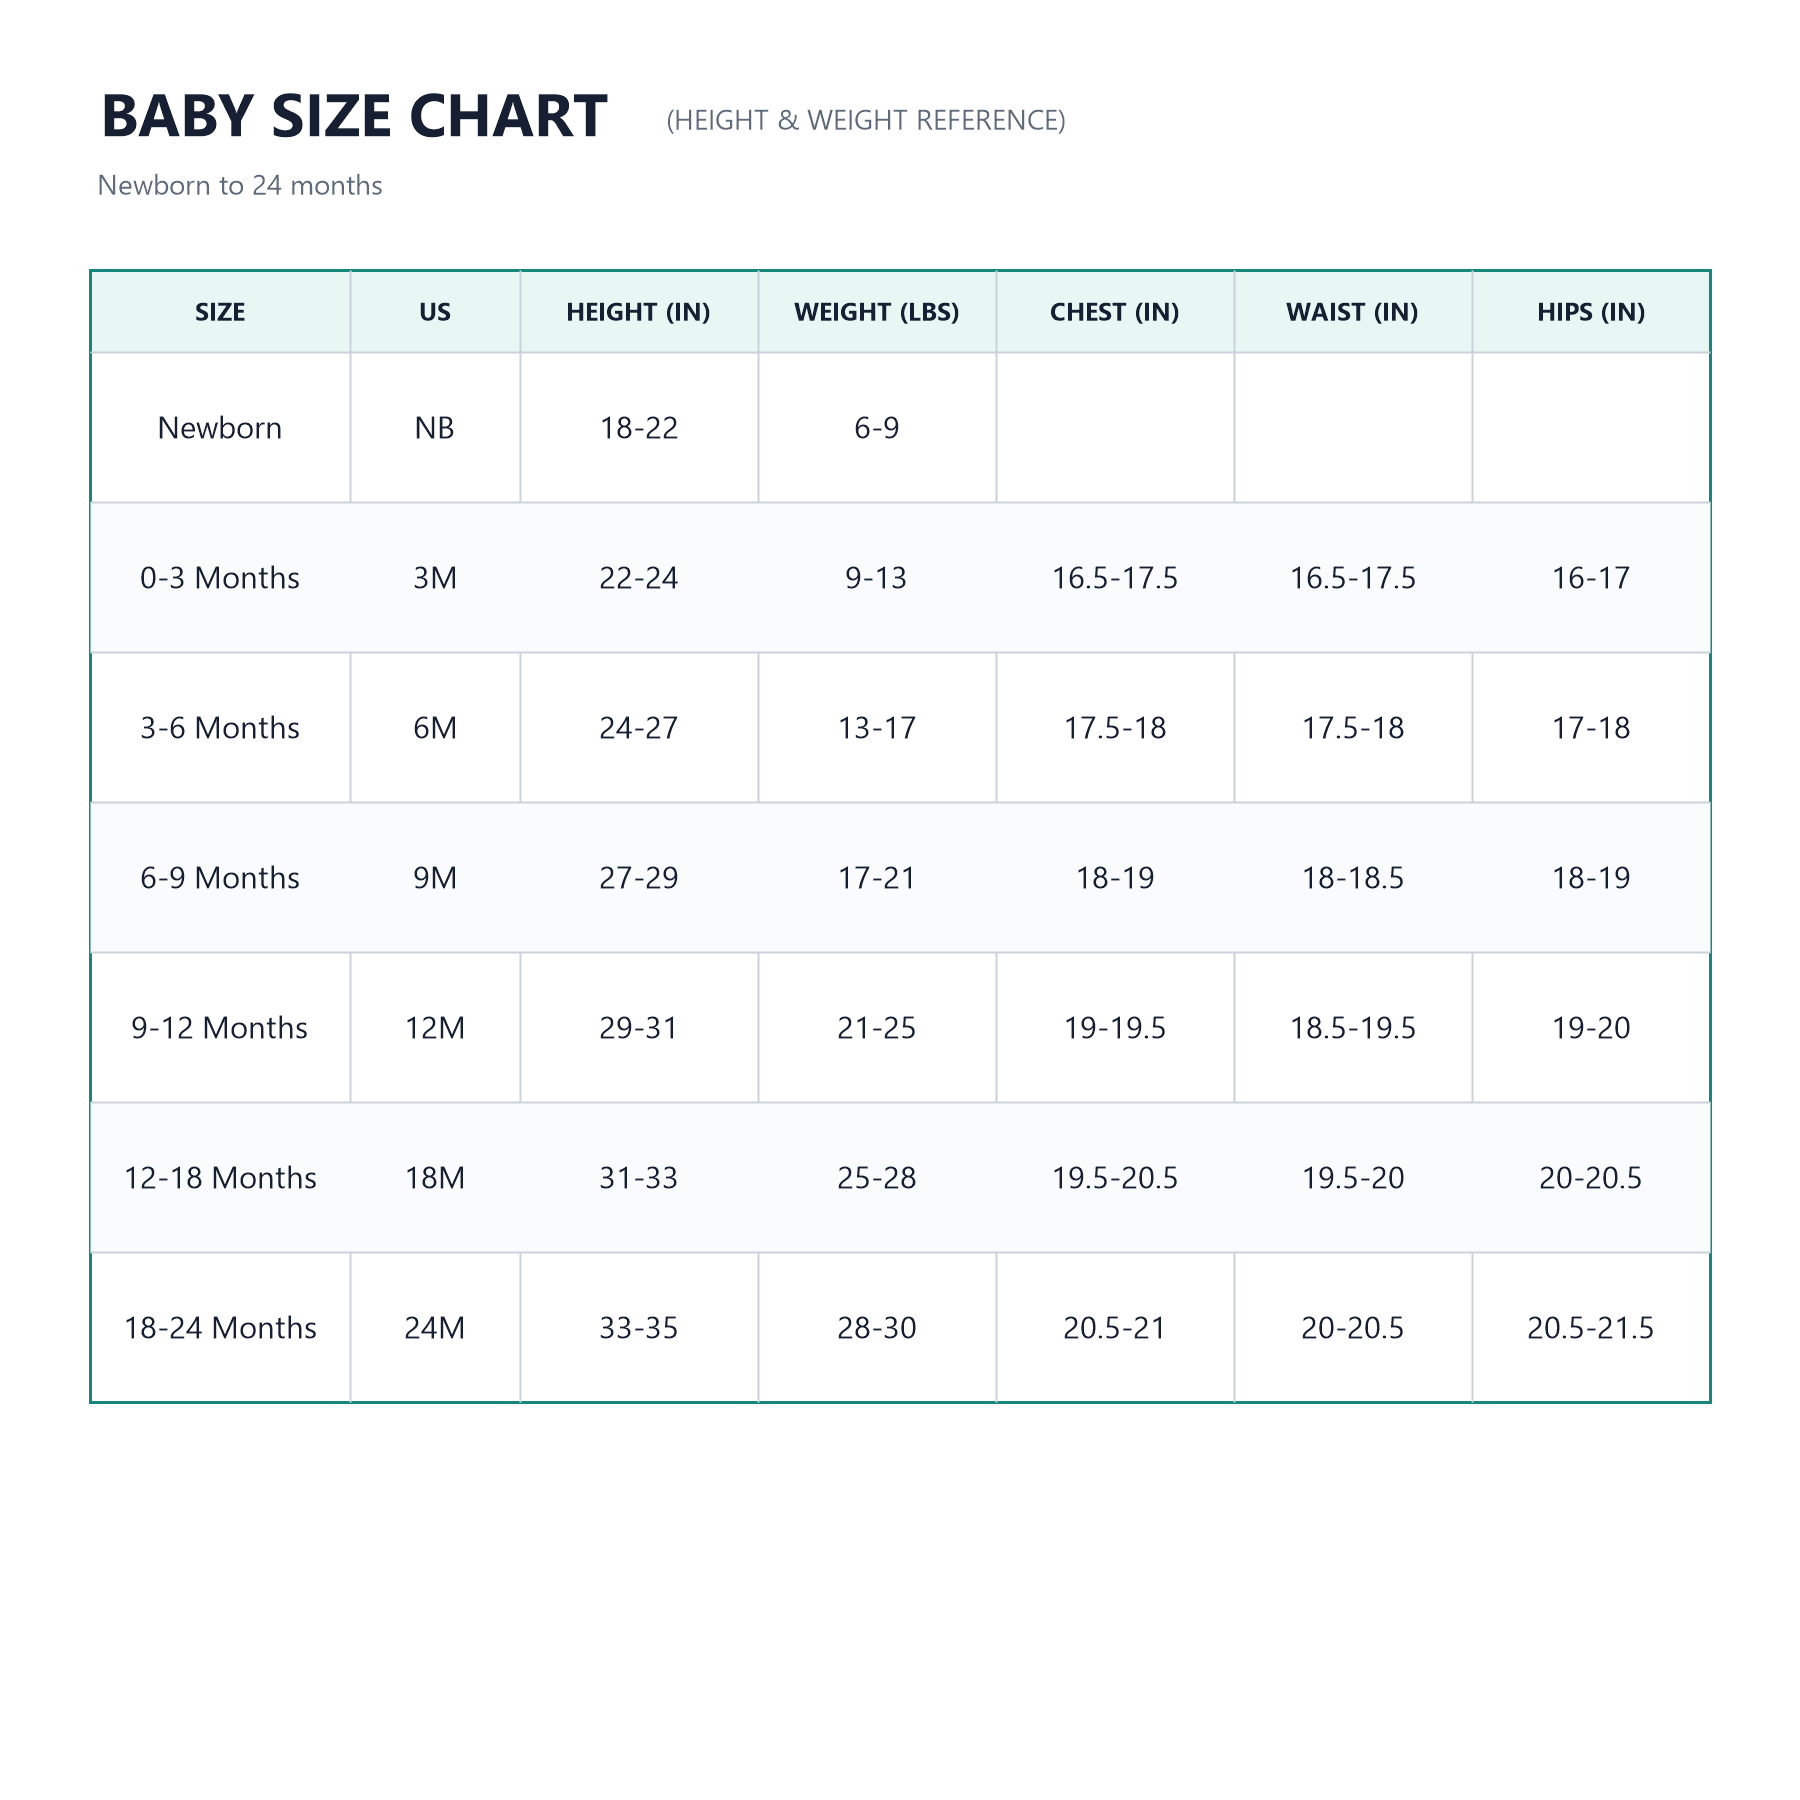 BABY SIZE CHART (HEIGHT & WEIGHT REFERENCE)
Newborn to 24 months
SIZE US HEIGHT (IN) WEIGHT (LBS) CHEST (IN) WAIST (IN) HIPS (IN)
Newborn NB 18-22 6-9
0-3 Months 3M 22-24 9-13 16.5-17.5 16.5-17.5 16-17
3-6 Months 6M 24-27 13-17 17.5-18 17.5-18 17-18
6-9 Months 9M 27-29 17-21 18-19 18-18.5 18-19
9-12 Months 12M 29-31 21-25 19-19.5 18.5-19.5 19-20
12-18 Months 18M 31-33 25-28 19.5-20.5 19.5-20 20-20.5
18-24 Months 24M 33-35 28-30 20.5-21 20-20.5 20.5-21.5